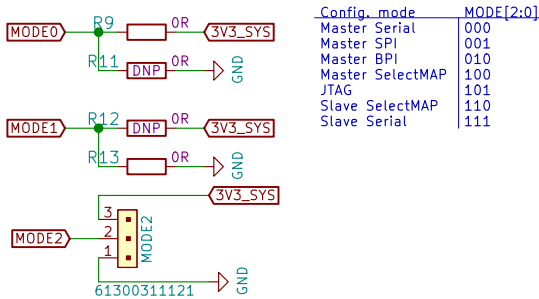 R9
0R
MODE0
3V3_SYS
R11
DNP
0R
GND
R12
0R
MODE1
DNP
3V3_SYS
R13
0R
GND
3V3_SYS
3
MODE2
2
MODE2
1
GND
61300311121
Config. mode MODE[2:0]
Master Serial 000
Master SPI 001
Master BPI 010
Master SelectMAP 100
JTAG 101
Slave SelectMAP 110
Slave Serial 111